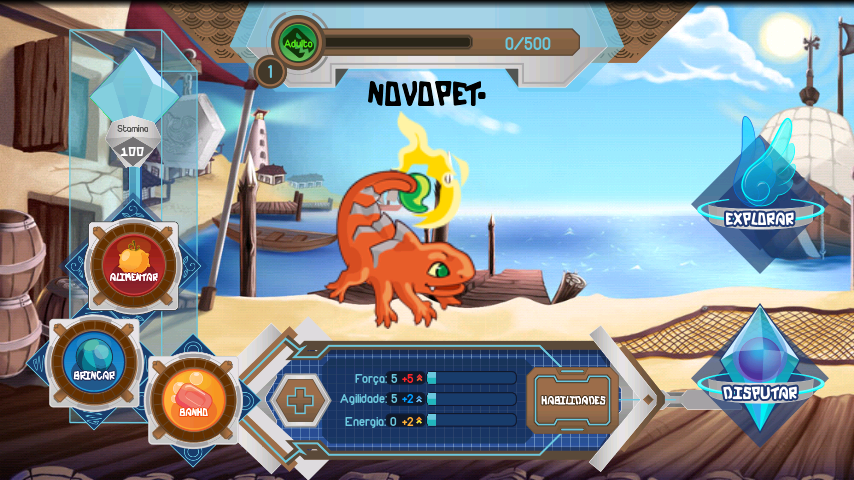 Adulto
0/500
1
NOVOPET.
Stamina
100
EXPLORAR
ALIMENTAR
BRINCAR
BANHO
Força: 5 +5
Agilidade: 5 +2
Energia: 0 +2
HABILIDADES
DISPUTAR